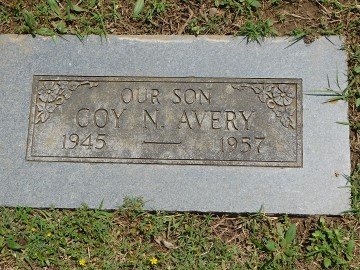 OUR SON
COY N. AVERY
1945 — 1957